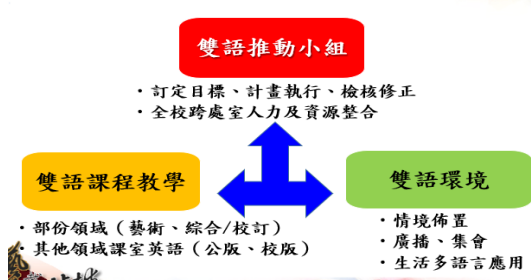 雙語推動小組
・訂定目標、計畫執行、檢核修正
・全校跨處室人力及資源整合
雙語課程教學
雙語環境
・部份領域（藝術、綜合/校訂）
・其他領域課室英語（公版、校版）
・情境佈置
・廣播、集會
・生活多語言應用